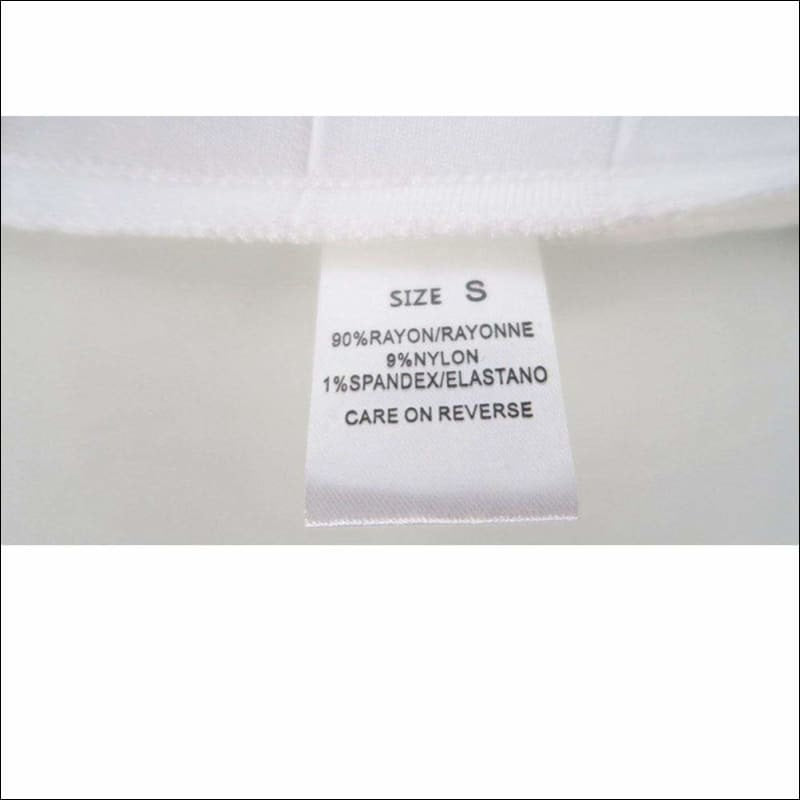 SIZE S
90%RAYON/RAYONNE
9%NYLON
1%SPANDEX/ELASTANO
CARE ON REVERSE